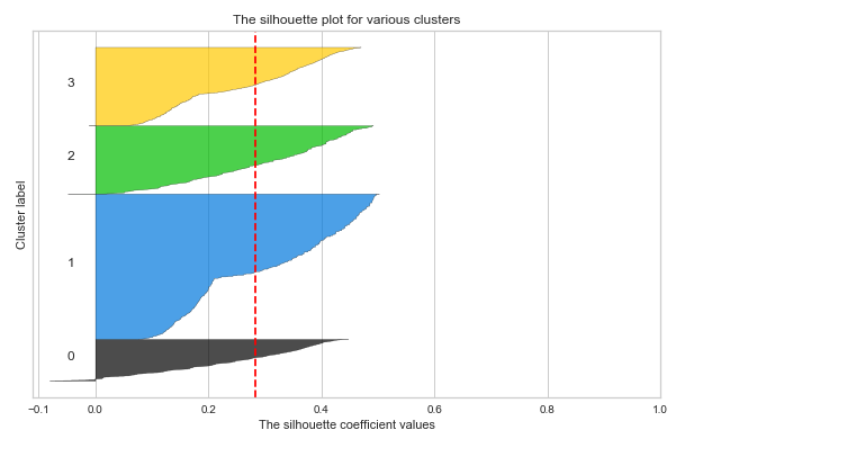 The silhouette plot for various clusters
3
2
1
0
Cluster label
−0.1 0.0 0.2 0.4 0.6 0.8 1.0
The silhouette coefficient values